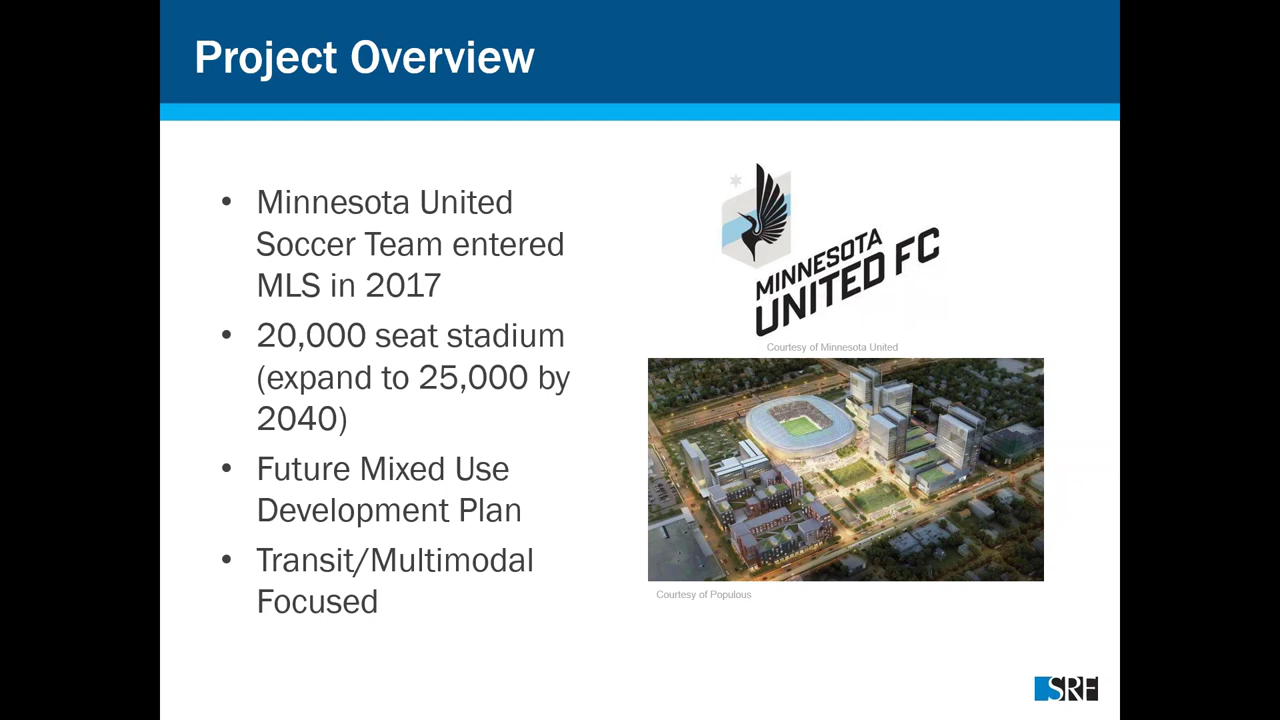 Project Overview
• Minnesota United
Soccer Team entered
MLS in 2017
• 20,000 seat stadium
(expand to 25,000 by
2040)
• Future Mixed Use
Development Plan
• Transit/Multimodal
Focused
MINNESOTA
UNITED FC
Courtesy of Minnesota United
Courtesy of Populous
SRF